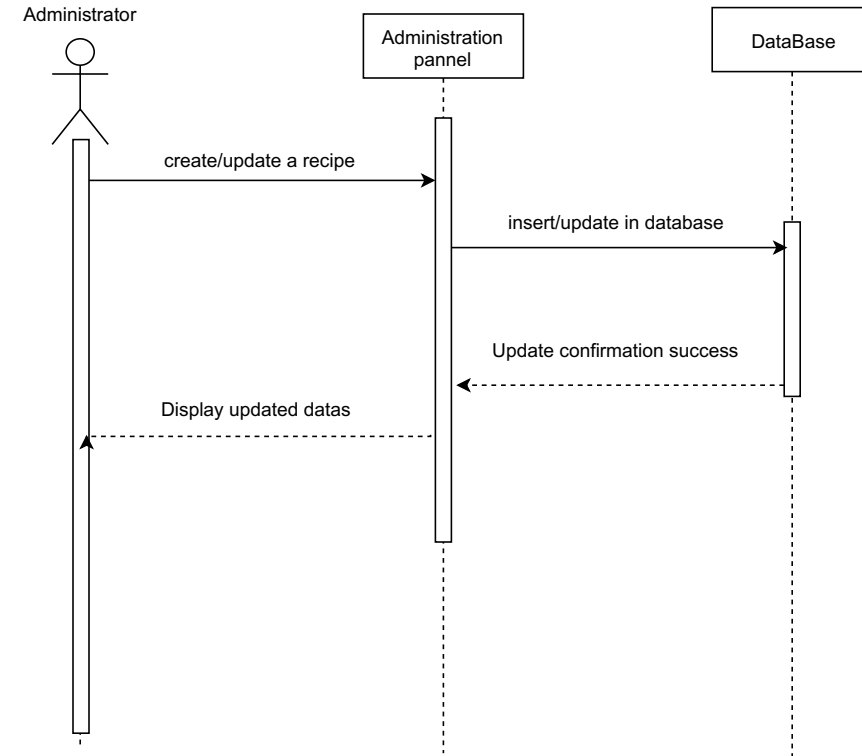 Administrator
Administration
pannel
DataBase
create/update a recipe
insert/update in database
Update confirmation success
Display updated datas